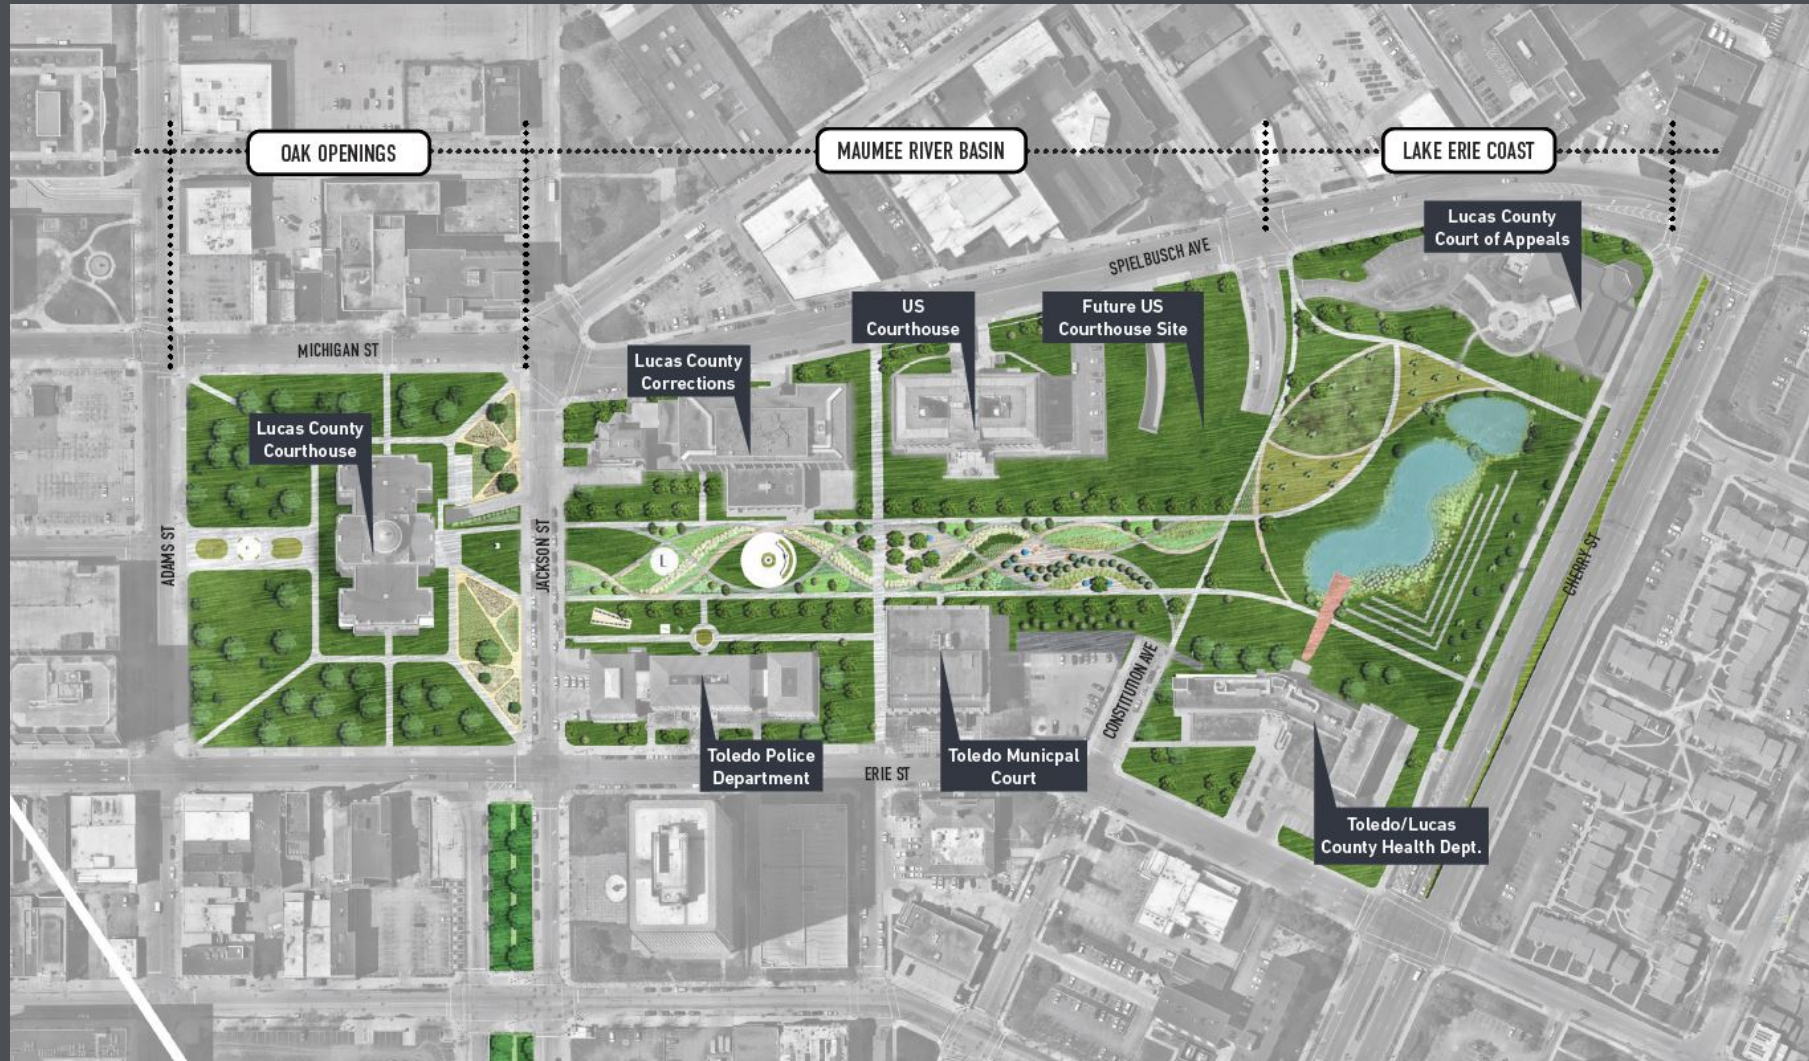 OAK OPENINGS
MAUMEE RIVER BASIN
LAKE ERIE COAST
Lucas County
Court of Appeals
SPIELBUSCH AVE
US
Courthouse
Future US
Courthouse Site
MICHIGAN ST
Lucas County
Corrections
Lucas County
Courthouse
ADAMS ST
JACKSON ST
L
CHERRY ST
CONSTITUTION AVE
Toledo Police
Department
ERIE ST
Toledo Municpal
Court
Toledo/Lucas
County Health Dept.